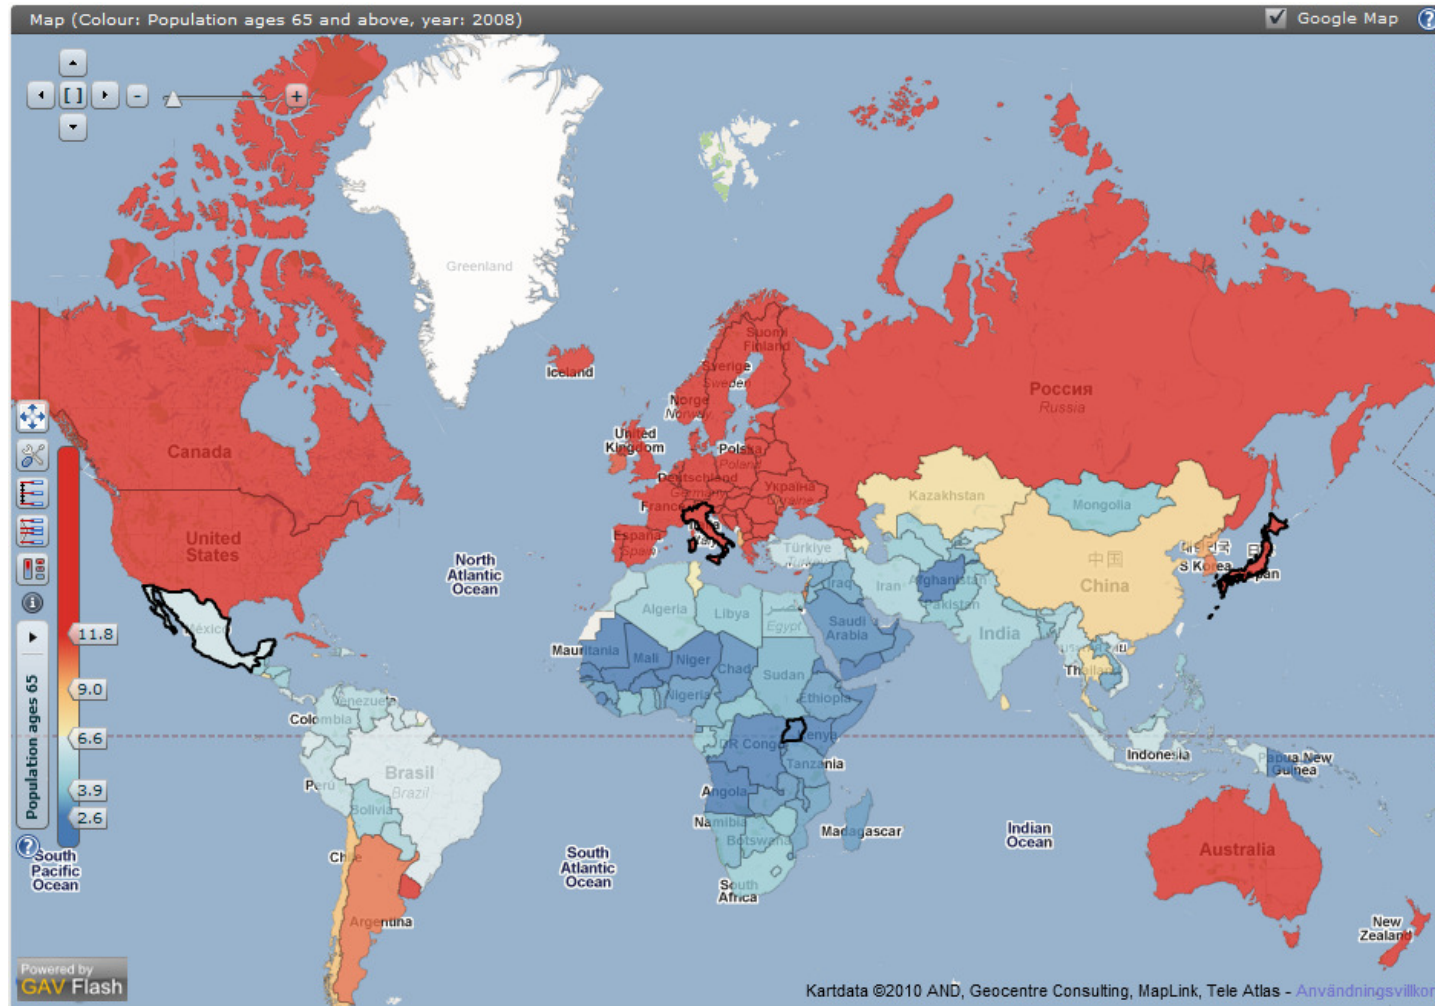 Map (Colour: Population ages 65 and above, year: 2008)
Google Map
?
[ ]
-
+
Greenland
Iceland
Suomi
Finland
Sverige
Sweden
Norge
Norway
Россия
Russia
United
Kingdom
Polska
Poland
Deutschland
Germany
Україна
Ukraine
France
Italy
España
Spain
Canada
United
States
México
North
Atlantic
Ocean
Türkiye
Kazakhstan
Mongolia
中国
China
대한민국
S Korea
Iraq
Iran
Afghanistan
Pakistan
Algeria
Libya
Egypt
Saudi
Arabia
India
Thailand
Mauritania
Mali
Niger
Chad
Sudan
Nigeria
Ethiopia
Kenya
DR Congo
Tanzania
Angola
Namibia
Botswana
Madagascar
South
Africa
Venezuela
Colombia
Brasil
Brazil
Perú
Bolivia
Chile
Argentina
Indonesia
Papua New
Guinea
Indian
Ocean
South
Atlantic
Ocean
South
Pacific
Ocean
Australia
New
Zealand
Population ages 65
11.8
9.0
6.6
3.9
2.6
?
Powered by
GAV Flash
Kartdata ©2010 AND, Geocentre Consulting, MapLink, Tele Atlas - Användningsvillkor